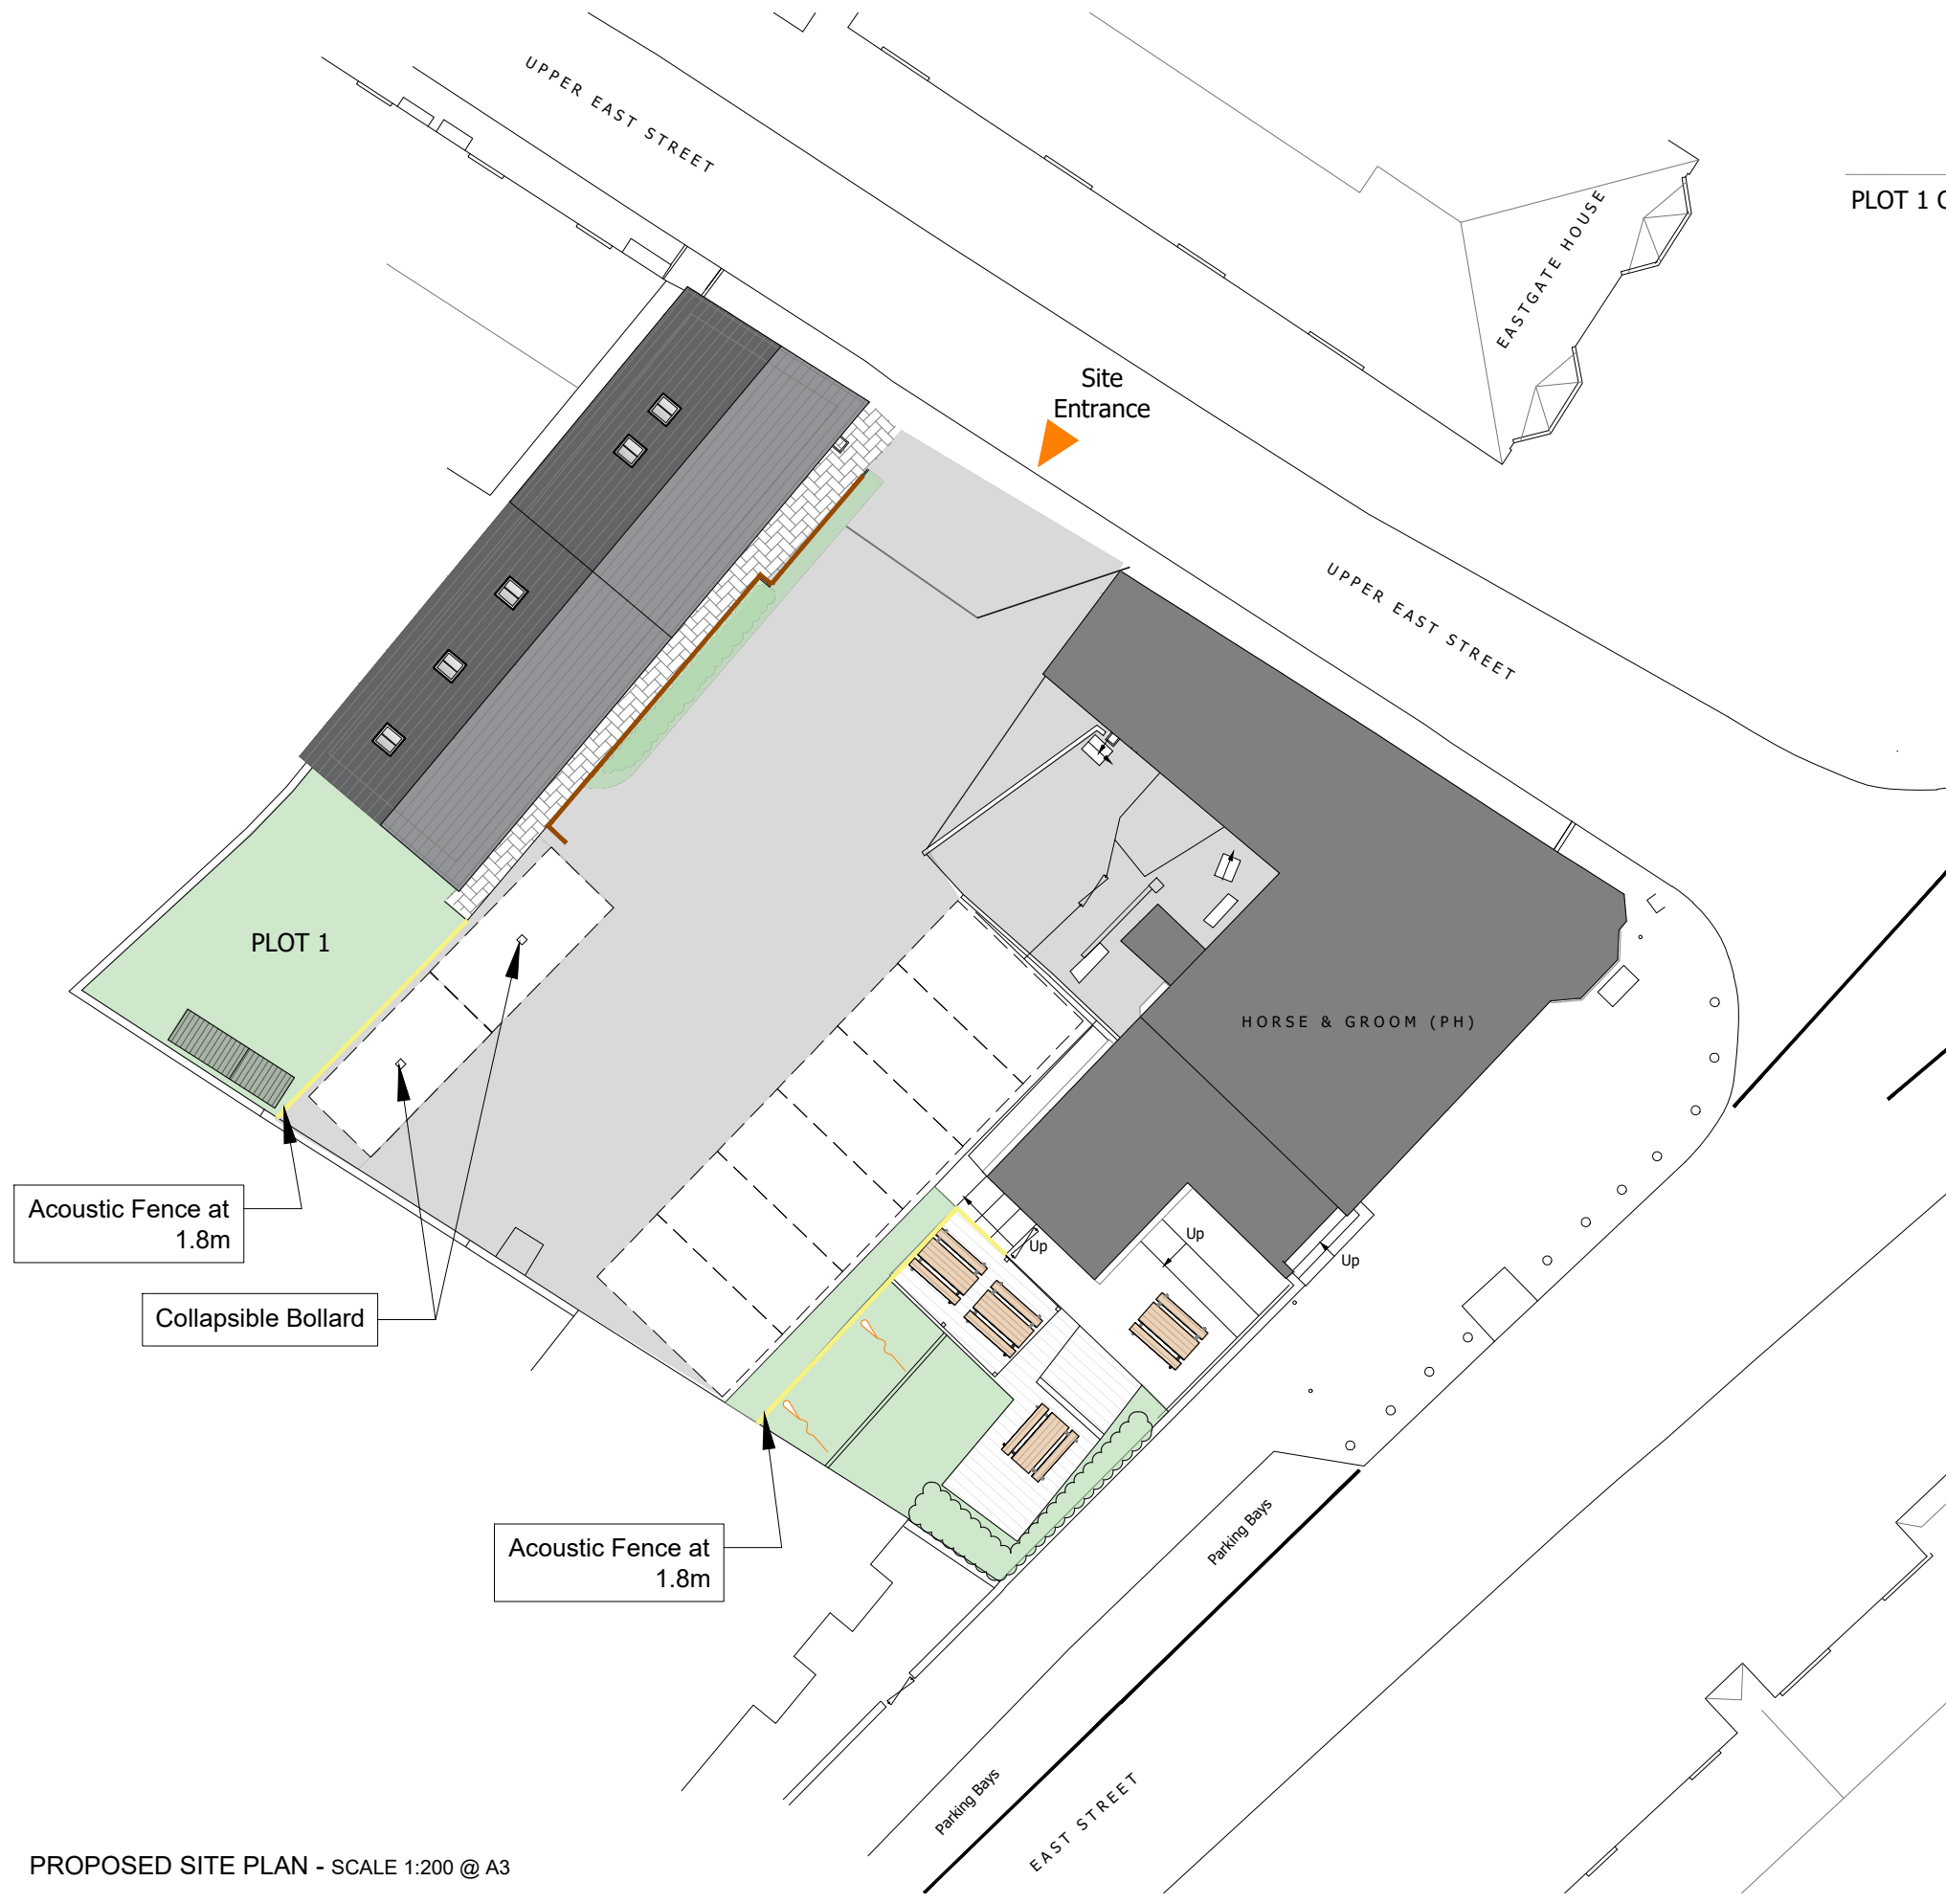 UPPER EAST STREET
EASTGATE HOUSE
PLOT 1
Site
Entrance
UPPER EAST STREET
PLOT 1
HORSE & GROOM (PH)
Acoustic Fence at
1.8m
Up
Up
Up
Collapsible Bollard
Acoustic Fence at
1.8m
Parking Bays
Parking Bays
EAST STREET
PROPOSED SITE PLAN - SCALE 1:200 @ A3